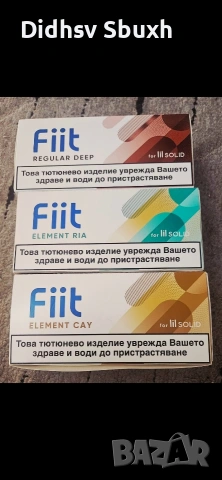 Didhsv Sbuxh
Fiit
REGULAR DEEP
for lil SOLID
Това тютюнево изделие уврежда Вашето
здраве и води до пристрастяване
Fiit
ELEMENT RIA
for lil SOLID
Това тютюнево изделие уврежда Вашето
здраве и води до пристрастяване
Fiit
ELEMENT CAY
for lil SOLID
Това тютюнево изделие уврежда Вашето
здраве и води до пристрастяване
BAZAR